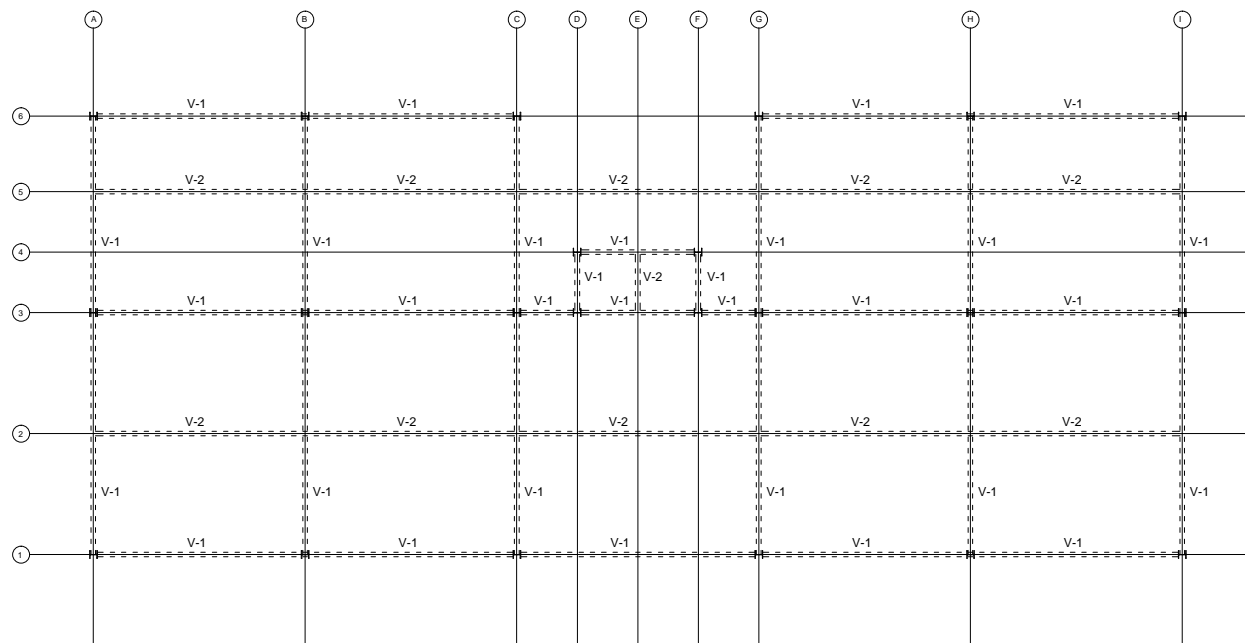 A B C D E F G H I
V-1 V-1 V-1 V-1
6
V-2 V-2 V-2 V-2 V-2
5
V-1 V-1 V-1 V-1 V-1 V-1 V-1
4
V-1 V-2 V-1
V-1 V-1 V-1 V-1 V-1 V-1 V-1
3
V-2 V-2 V-2 V-2 V-2
2
V-1 V-1 V-1 V-1 V-1 V-1
V-1 V-1 V-1 V-1 V-1
1